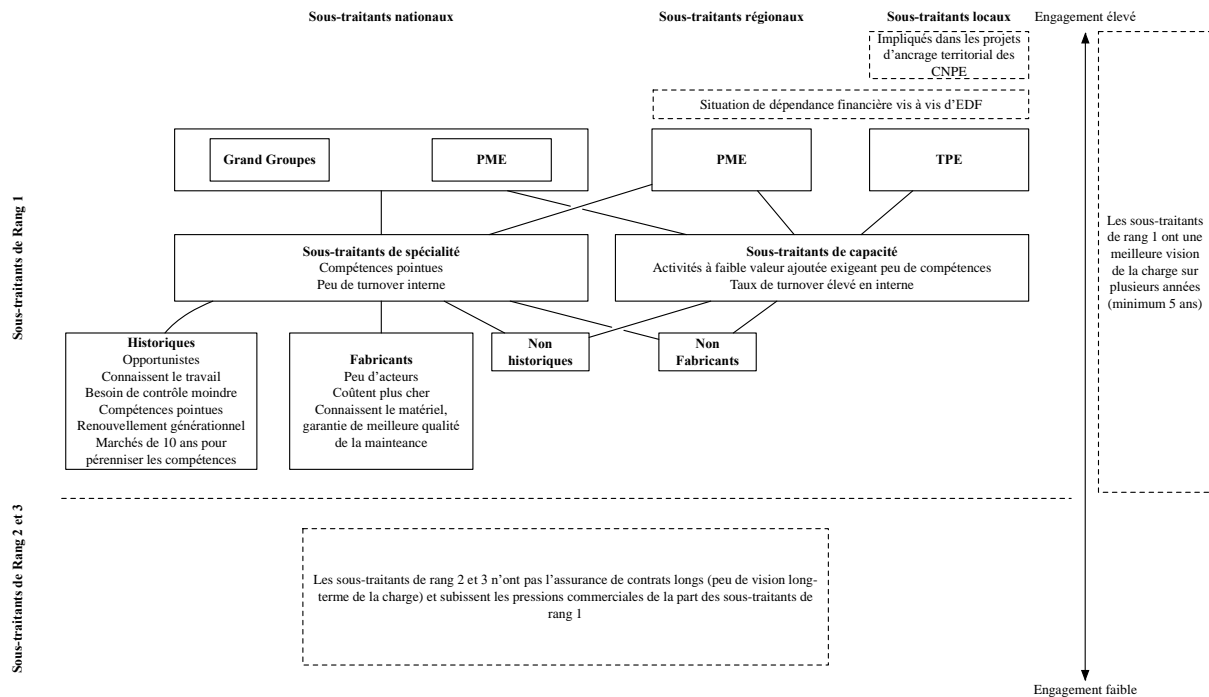 Sous-traitants nationaux
Sous-traitants régionaux
Sous-traitants locaux
Engagement élevé
Impliqués dans les projets
d’ancrage territorial des
CNPE
Situation de dépendance financière vis à vis d’EDF
Sous-traitants de Rang 1
Grand Groupes
PME
PME
TPE
Sous-traitants de spécialité
Compétences pointues
Peu de turnover interne
Sous-traitants de capacité
Activités à faible valeur ajoutée exigeant peu de compétences
Taux de turnover élevé en interne
Les sous-traitants
de rang 1 ont une
meilleure vision
de la charge sur
plusieurs années
(minimum 5 ans)
Historiques
Opportunistes
Connaissent le travail
Besoin de contrôle moindre
Compétences pointues
Renouvellement générationnel
Marchés de 10 ans pour
pérenniser les compétences
Fabricants
Peu d’acteurs
Coûtent plus cher
Connaissent le matériel,
garantie de meilleure qualité
de la mainteance
Non
historiques
Non
Fabricants
Sous-traitants de Rang 2 et 3
Les sous-traitants de rang 2 et 3 n’ont pas l’assurance de contrats longs (peu de vision long-
terme de la charge) et subissent les pressions commerciales de la part des sous-traitants de
rang 1
Engagement faible